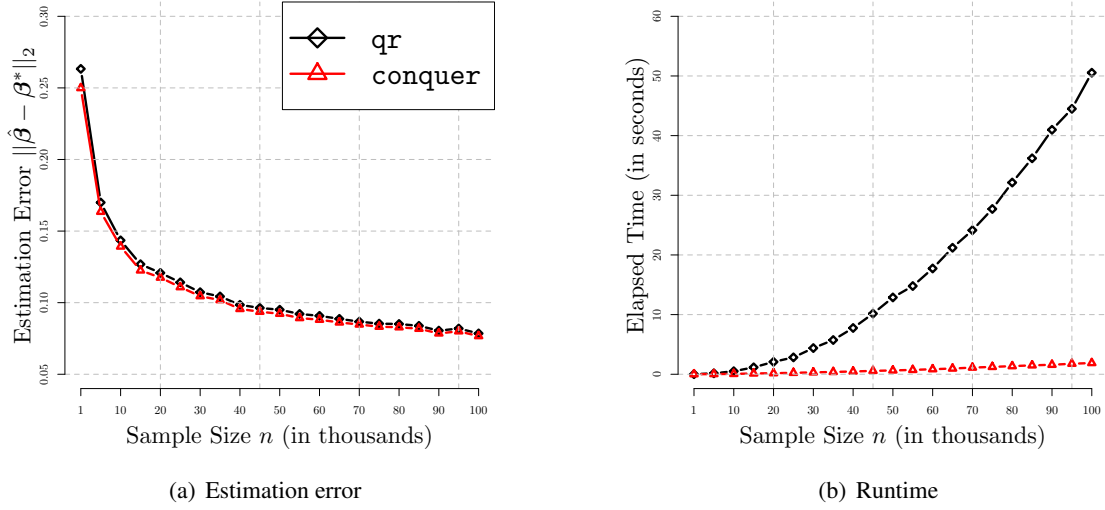 0.30
0.25
0.20
0.15
0.10
0.05
Estimation Error ||β̂ − β*||₂
qr
conquer
1 10 20 30 40 50 60 70 80 90 100
Sample Size n (in thousands)
(a) Estimation error
60
50
40
30
20
10
0
Elapsed Time (in seconds)
1 10 20 30 40 50 60 70 80 90 100
Sample Size n (in thousands)
(b) Runtime